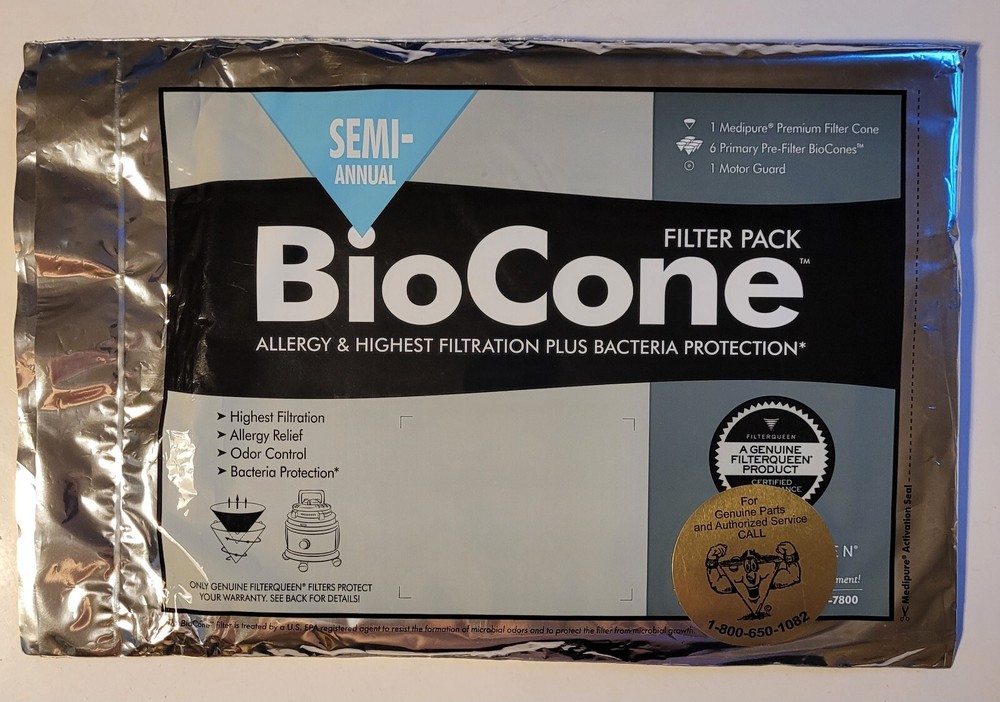 SEMI-
ANNUAL
1 Medipure® Premium Filter Cone
6 Primary Pre-Filter BioCones™
1 Motor Guard
FILTER PACK
BioCone™
ALLERGY & HIGHEST FILTRATION PLUS BACTERIA PROTECTION*
➤ Highest Filtration
➤ Allergy Relief
➤ Odor Control
➤ Bacteria Protection*
ONLY GENUINE FILTERQUEEN® FILTERS PROTECT
YOUR WARRANTY. SEE BACK FOR DETAILS!
FILTERQUEEN®
A GENUINE
FILTERQUEEN®
PRODUCT
CERTIFIED
For
Genuine Parts
and Authorized Service
CALL
1-800-650-1082
-7800
Medipure® Activation Seal
BioCone™ filter is treated by a U.S. EPA registered agent to resist the formation of microbial odors and to protect the filter from microbial growth.